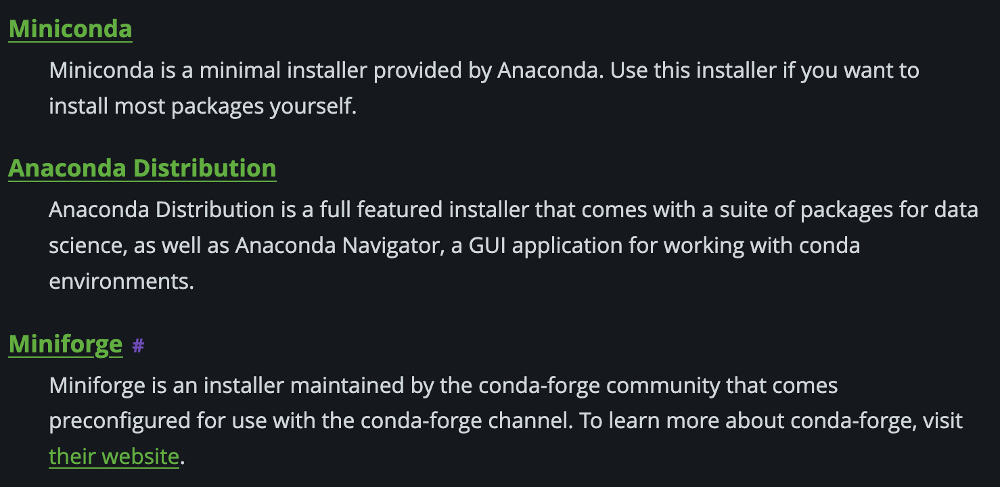 Miniconda
Miniconda is a minimal installer provided by Anaconda. Use this installer if you want to
install most packages yourself.
Anaconda Distribution
Anaconda Distribution is a full featured installer that comes with a suite of packages for data
science, as well as Anaconda Navigator, a GUI application for working with conda
environments.
Miniforge #
Miniforge is an installer maintained by the conda-forge community that comes
preconfigured for use with the conda-forge channel. To learn more about conda-forge, visit
their website.